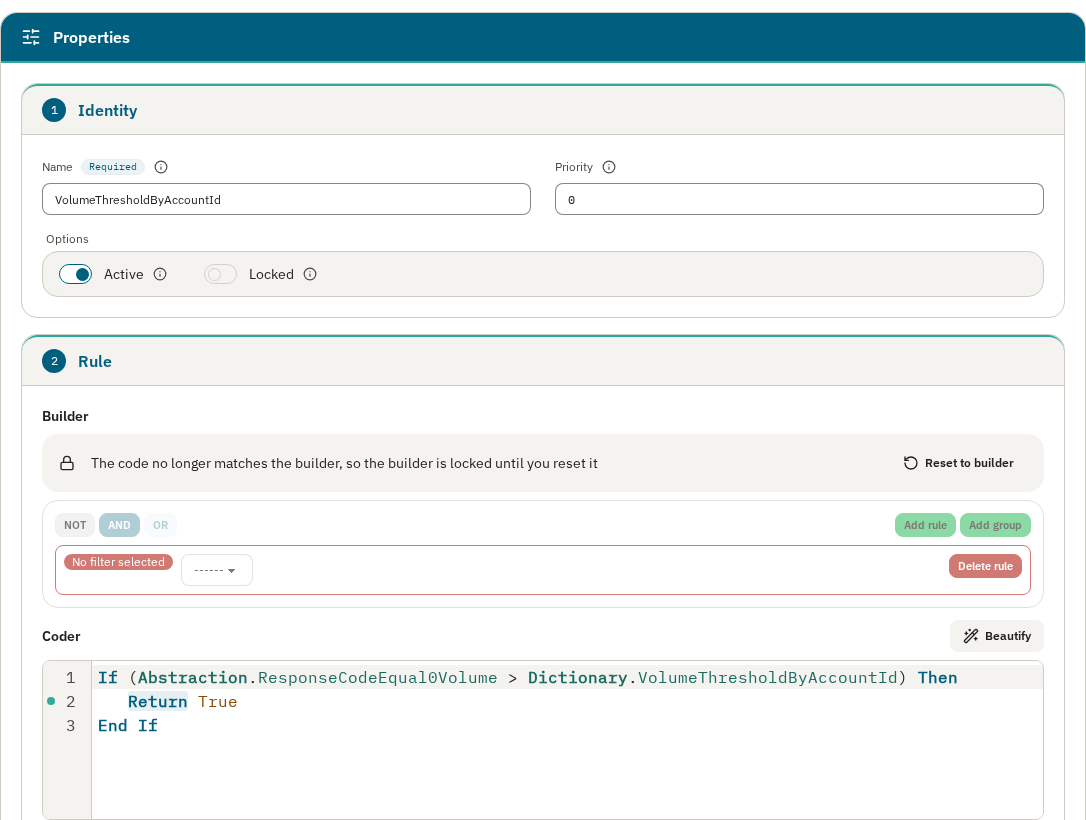 Properties
1 Identity
Name Required
Priority
VolumeThresholdByAccountId
0
Options
Active
Locked
2 Rule
Builder
The code no longer matches the builder, so the builder is locked until you reset it
Reset to builder
NOT AND OR
Add rule Add group
No filter selected
------
Delete rule
Coder
Beautify
1 If (Abstraction.ResponseCodeEqual0Volume > Dictionary.VolumeThresholdByAccountId) Then
2 Return True
3 End If